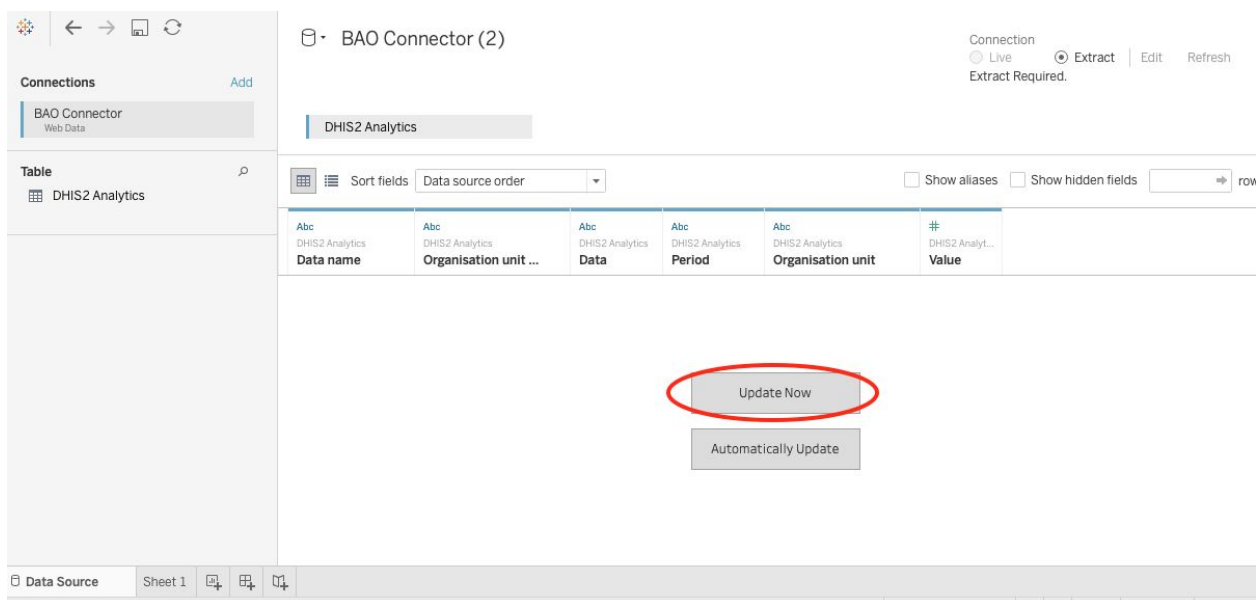 BAO Connector (2)
Connection
Live Extract Edit Refresh
Extract Required.
Connections Add
BAO Connector
Web Data
DHIS2 Analytics
Table
DHIS2 Analytics
Sort fields Data source order
Show aliases Show hidden fields
Abc Abc Abc Abc Abc #
DHIS2 Analytics DHIS2 Analytics DHIS2 Analytics DHIS2 Analytics DHIS2 Analytics DHIS2 Analyt...
Data name Organisation unit ... Data Period Organisation unit Value
Update Now
Automatically Update
Data Source Sheet 1